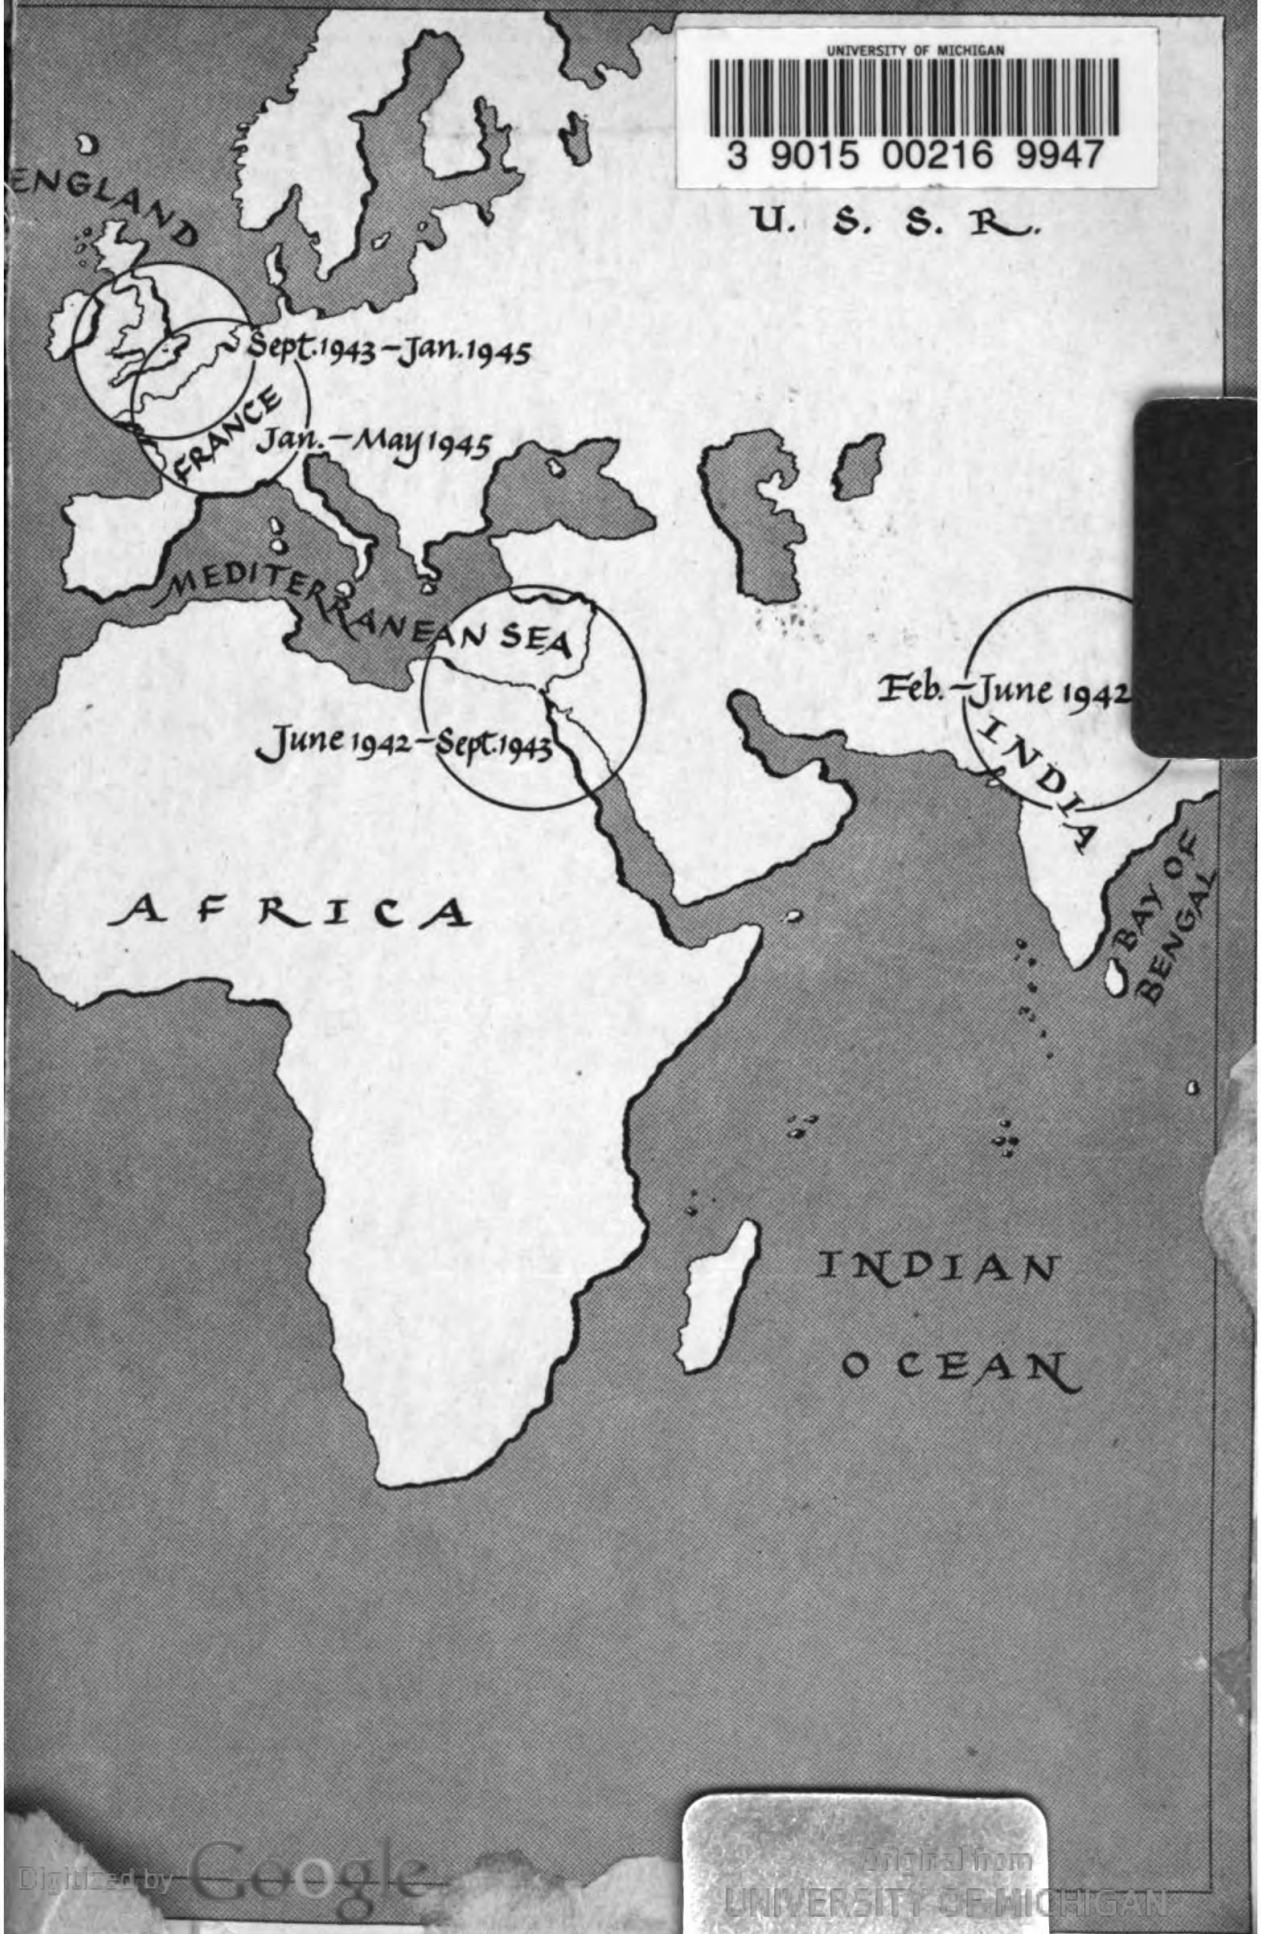 UNIVERSITY OF MICHIGAN
3 9015 00216 9947
U. S. S. R.
ENGLAND
Sept. 1943 – Jan. 1945
FRANCE
Jan. – May 1945
MEDITERRANEAN SEA
Feb. – June 1942
June 1942 – Sept. 1943
INDIA
AFRICA
BAY OF
BENGAL
INDIAN
OCEAN
Digitized by Google
Original from
UNIVERSITY OF MICHIGAN